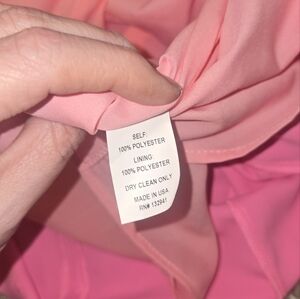 SELF
100% POLYESTER
LINING
100% POLYESTER
DRY CLEAN ONLY
MADE IN USA
RN# 132941